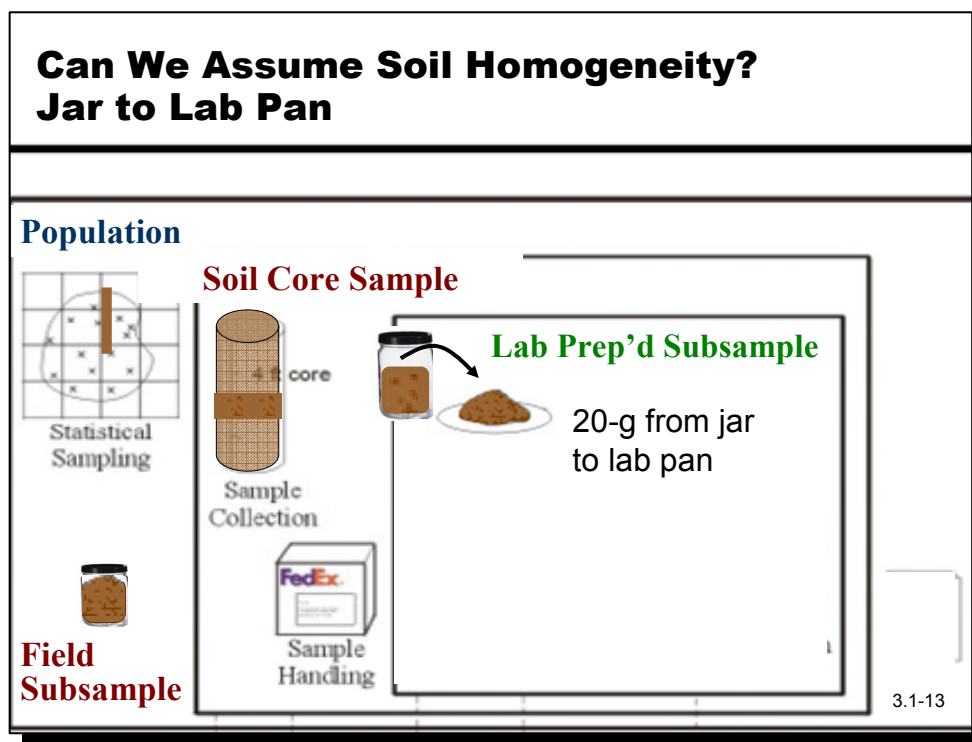 Can We Assume Soil Homogeneity?
Jar to Lab Pan
Population
Soil Core Sample
4 ft core
Lab Prep’d Subsample
20-g from jar
to lab pan
Statistical
Sampling
Sample
Collection
FedEx
Sample
Handling
Field
Subsample
3.1-13